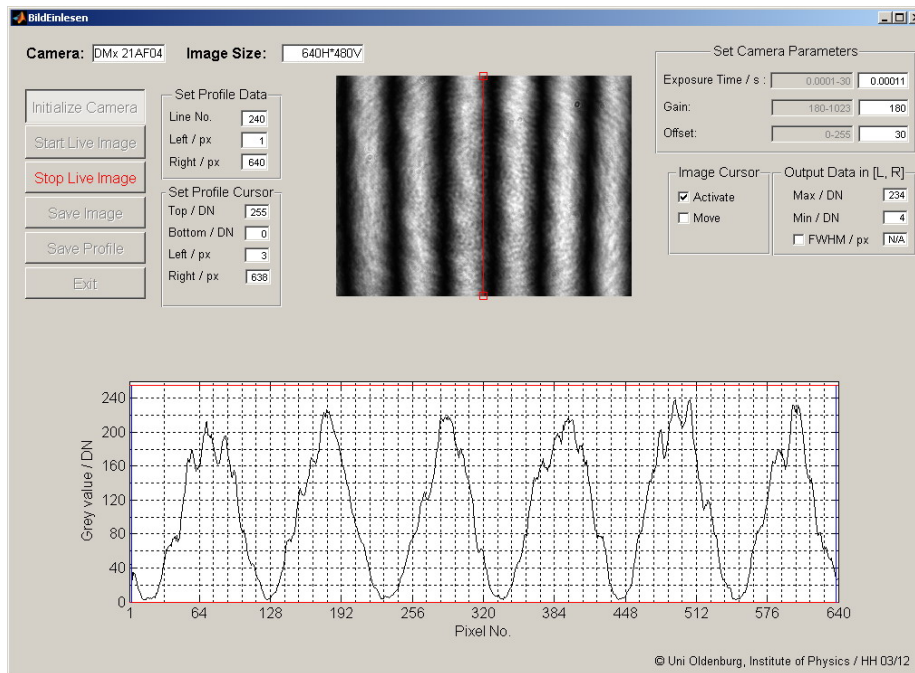 BildEinlesen
Camera: DMx 21AF04 Image Size: 640H*480V
Initialize Camera
Start Live Image
Stop Live Image
Save Image
Save Profile
Exit
Set Profile Data
Line No. 240
Left / px 1
Right / px 640
Set Profile Cursor
Top / DN 255
Bottom / DN 0
Left / px 3
Right / px 638
Set Camera Parameters
Exposure Time / s : 0.0001-30 0.00011
Gain: 180-1023 180
Offset: 0-255 30
Image Cursor
Activate
Move
Output Data in [L, R]
Max / DN 234
Min / DN 4
FWHM / px N/A
Grey value / DN
240
200
160
120
80
40
0
1 64 128 192 256 320 384 448 512 576 640
Pixel No.
© Uni Oldenburg, Institute of Physics / HH 03/12